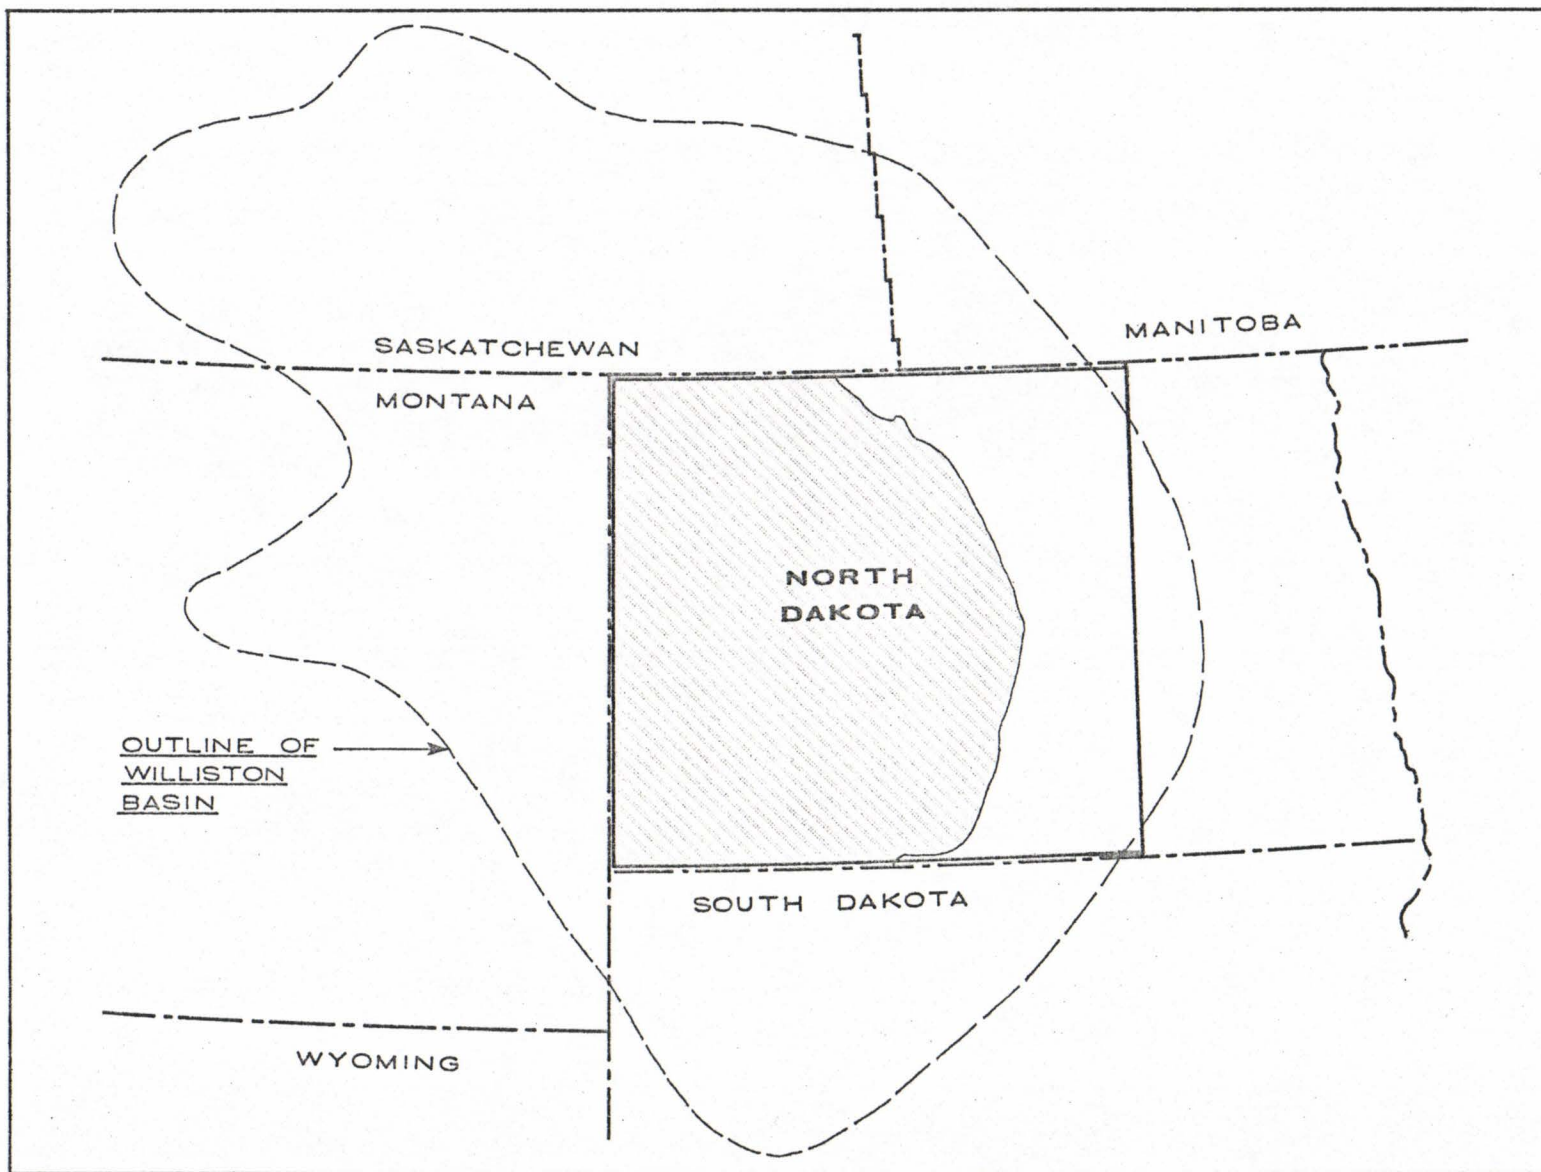 MANITOBA
SASKATCHEWAN
MONTANA
NORTH
DAKOTA
OUTLINE OF
WILLISTON
BASIN
SOUTH DAKOTA
WYOMING